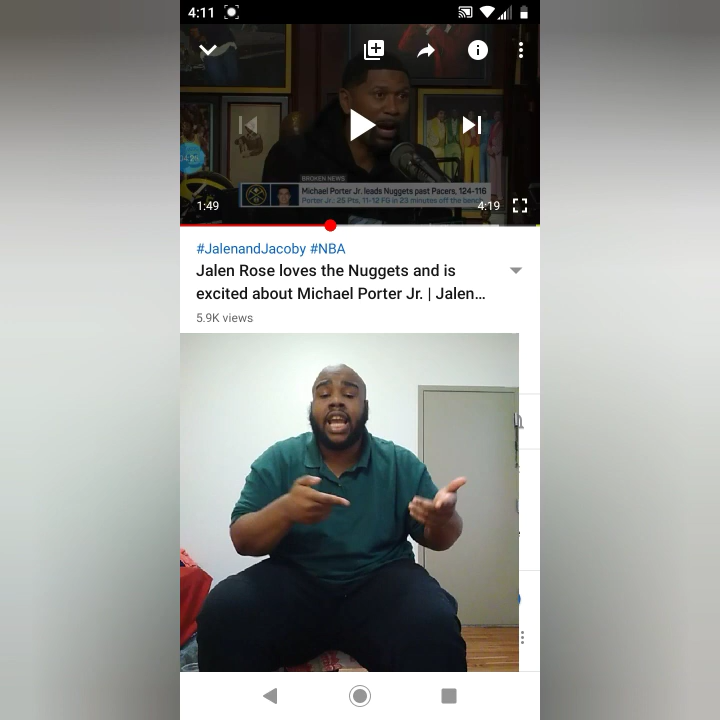 4:11
BROKEN NEWS
Michael Porter Jr. leads Nuggets past Pacers, 124-116
Porter Jr.: 25 Pts, 11-12 FG in 23 minutes off the bench
1:49
4:19
#JalenandJacoby #NBA
Jalen Rose loves the Nuggets and is
excited about Michael Porter Jr. | Jalen...
5.9K views